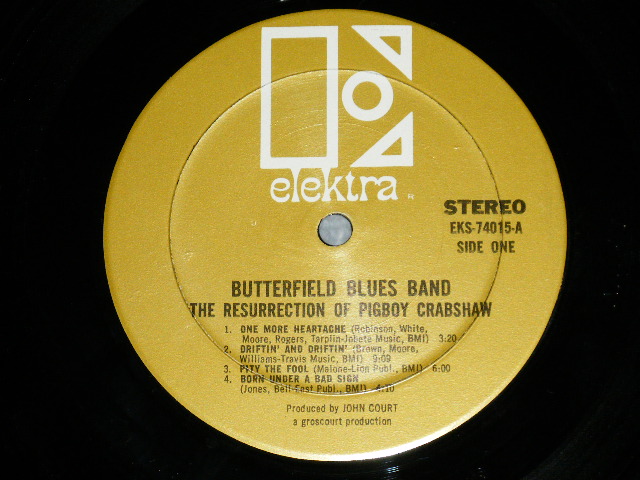 elektra
®
STEREO
EKS-74015-A
SIDE ONE
BUTTERFIELD BLUES BAND
THE RESURRECTION OF PIGBOY CRABSHAW
1. ONE MORE HEARTACHE (Robinson, White,
Moore, Rogers, Tarplin-Jobete Music, BMI) 3:20
2. DRIFTIN' AND DRIFTIN' (Brown, Moore,
Williams-Travis Music, BMI) 9:09
3. PITY THE FOOL (Malone-Lion Publ., BMI) 6:00
4. BORN UNDER A BAD SIGN
(Jones, Bell-East Publ., BMI) 4:10
Produced by JOHN COURT
a groscourt production